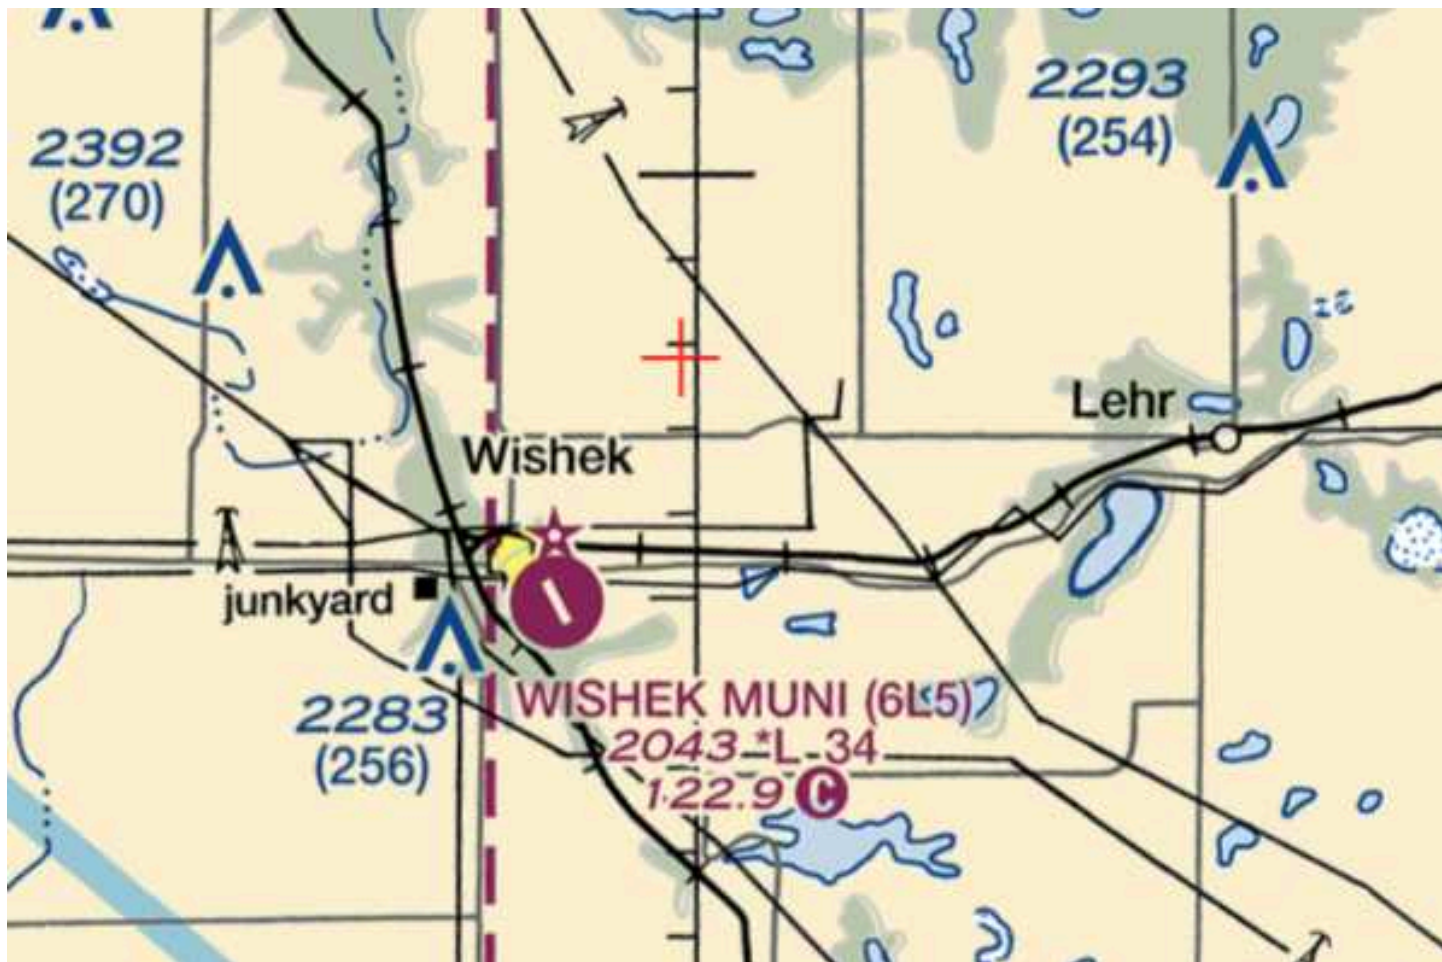 2293
(254)
2392
(270)
Lehr
Wishek
junkyard
WISHEK MUNI (6L5)
2283
2043 *L 34
(256)
122.9 C